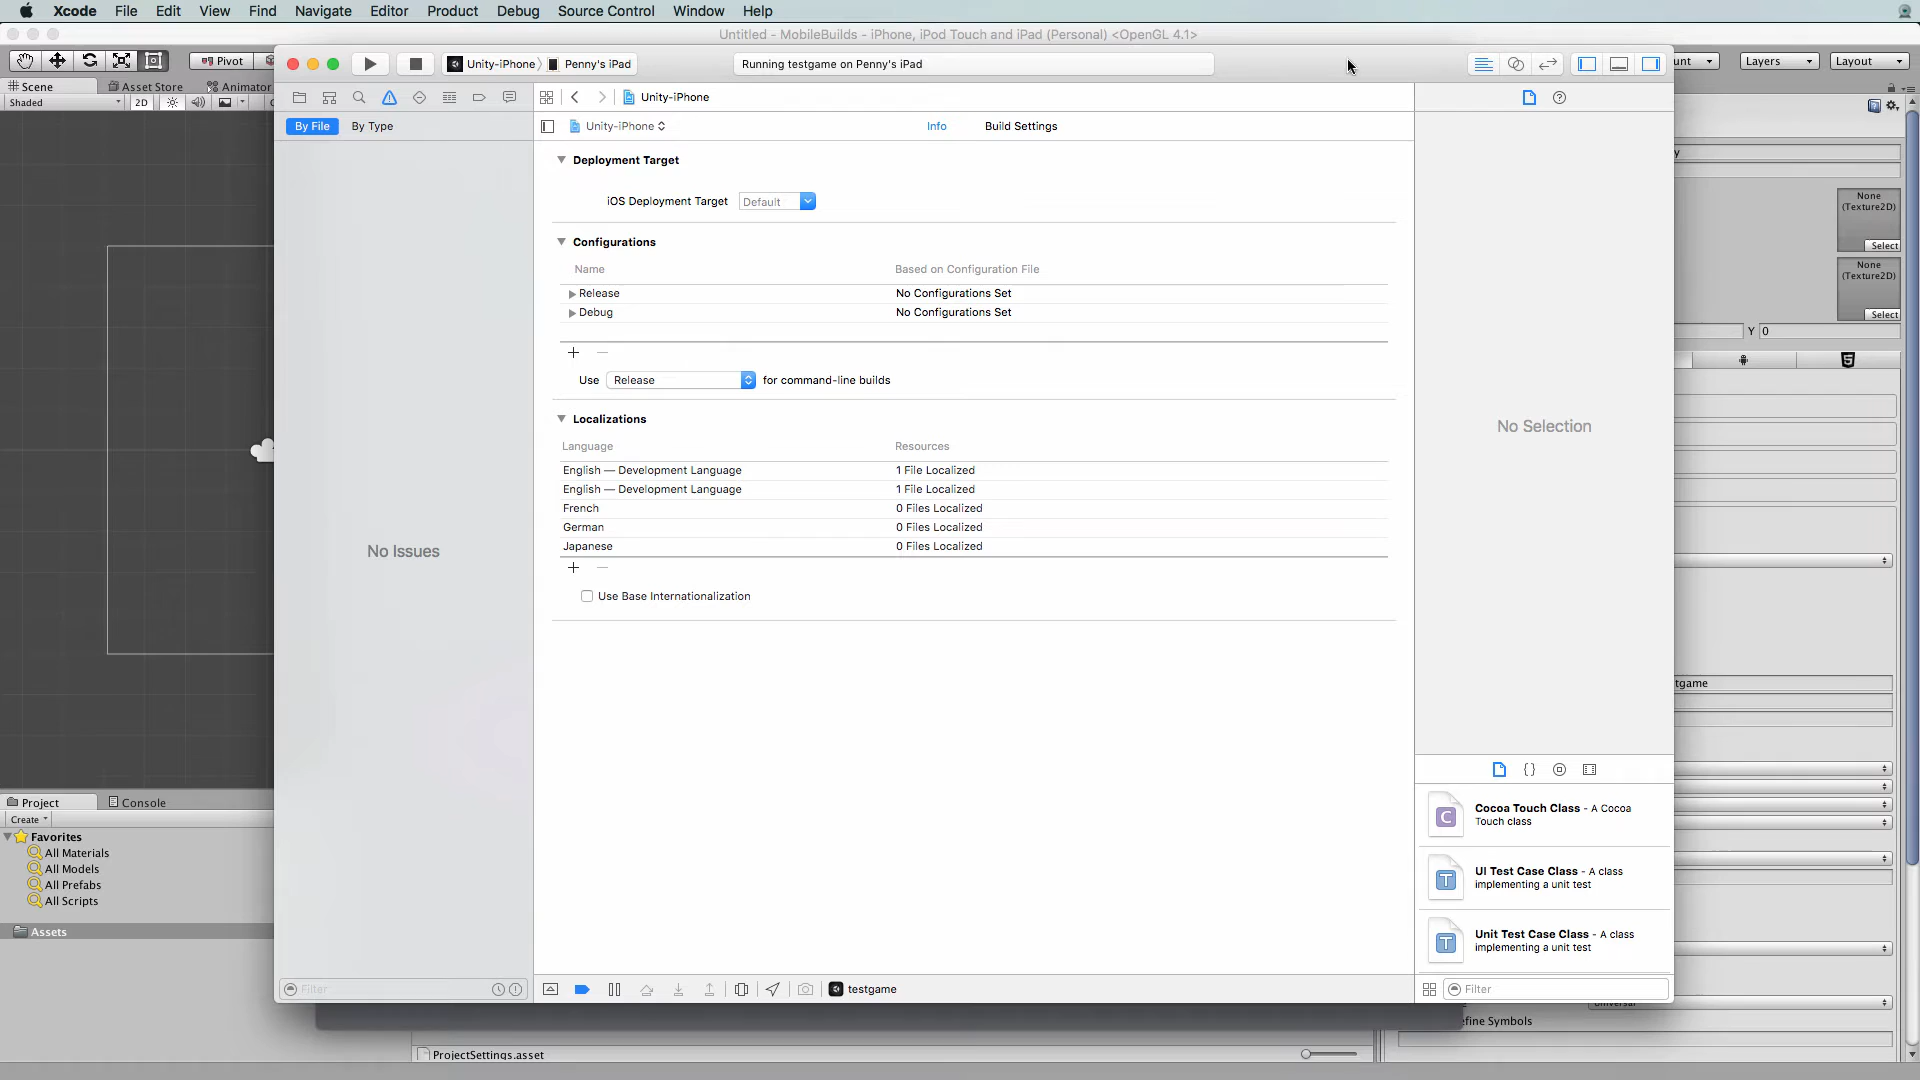 Xcode File Edit View Find Navigate Editor Product Debug Source Control Window Help
Untitled - MobileBuilds - iPhone, iPod Touch and iPad (Personal) <OpenGL 4.1>
Pivot
Unity-iPhone Penny's iPad
Running testgame on Penny's iPad
Layers
Layout
Scene
Asset Store
Animator
Shaded
2D
Unity-iPhone
By File
By Type
Unity-iPhone
Info
Build Settings
Deployment Target
iOS Deployment Target Default
Configurations
Name Based on Configuration File
Release No Configurations Set
Debug No Configurations Set
Use Release for command-line builds
Localizations
Language Resources
English — Development Language 1 File Localized
English — Development Language 1 File Localized
French 0 Files Localized
German 0 Files Localized
Japanese 0 Files Localized
Use Base Internationalization
No Issues
No Selection
None
(Texture2D)
Select
None
(Texture2D)
Select
Y 0
tgame
Project
Console
Create
Favorites
All Materials
All Models
All Prefabs
All Scripts
Assets
Cocoa Touch Class - A Cocoa
Touch class
UI Test Case Class - A class
implementing a unit test
Unit Test Case Class - A class
implementing a unit test
Filter
testgame
Filter
efine Symbols
ProjectSettings.asset